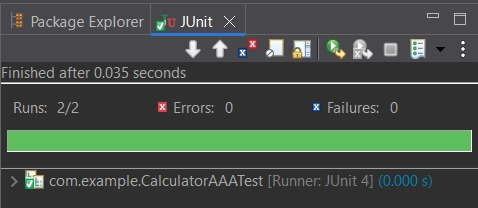 Package Explorer JUnit
Finished after 0.035 seconds
Runs: 2/2 Errors: 0 Failures: 0
com.example.CalculatorAAATest [Runner: JUnit 4] (0.000 s)